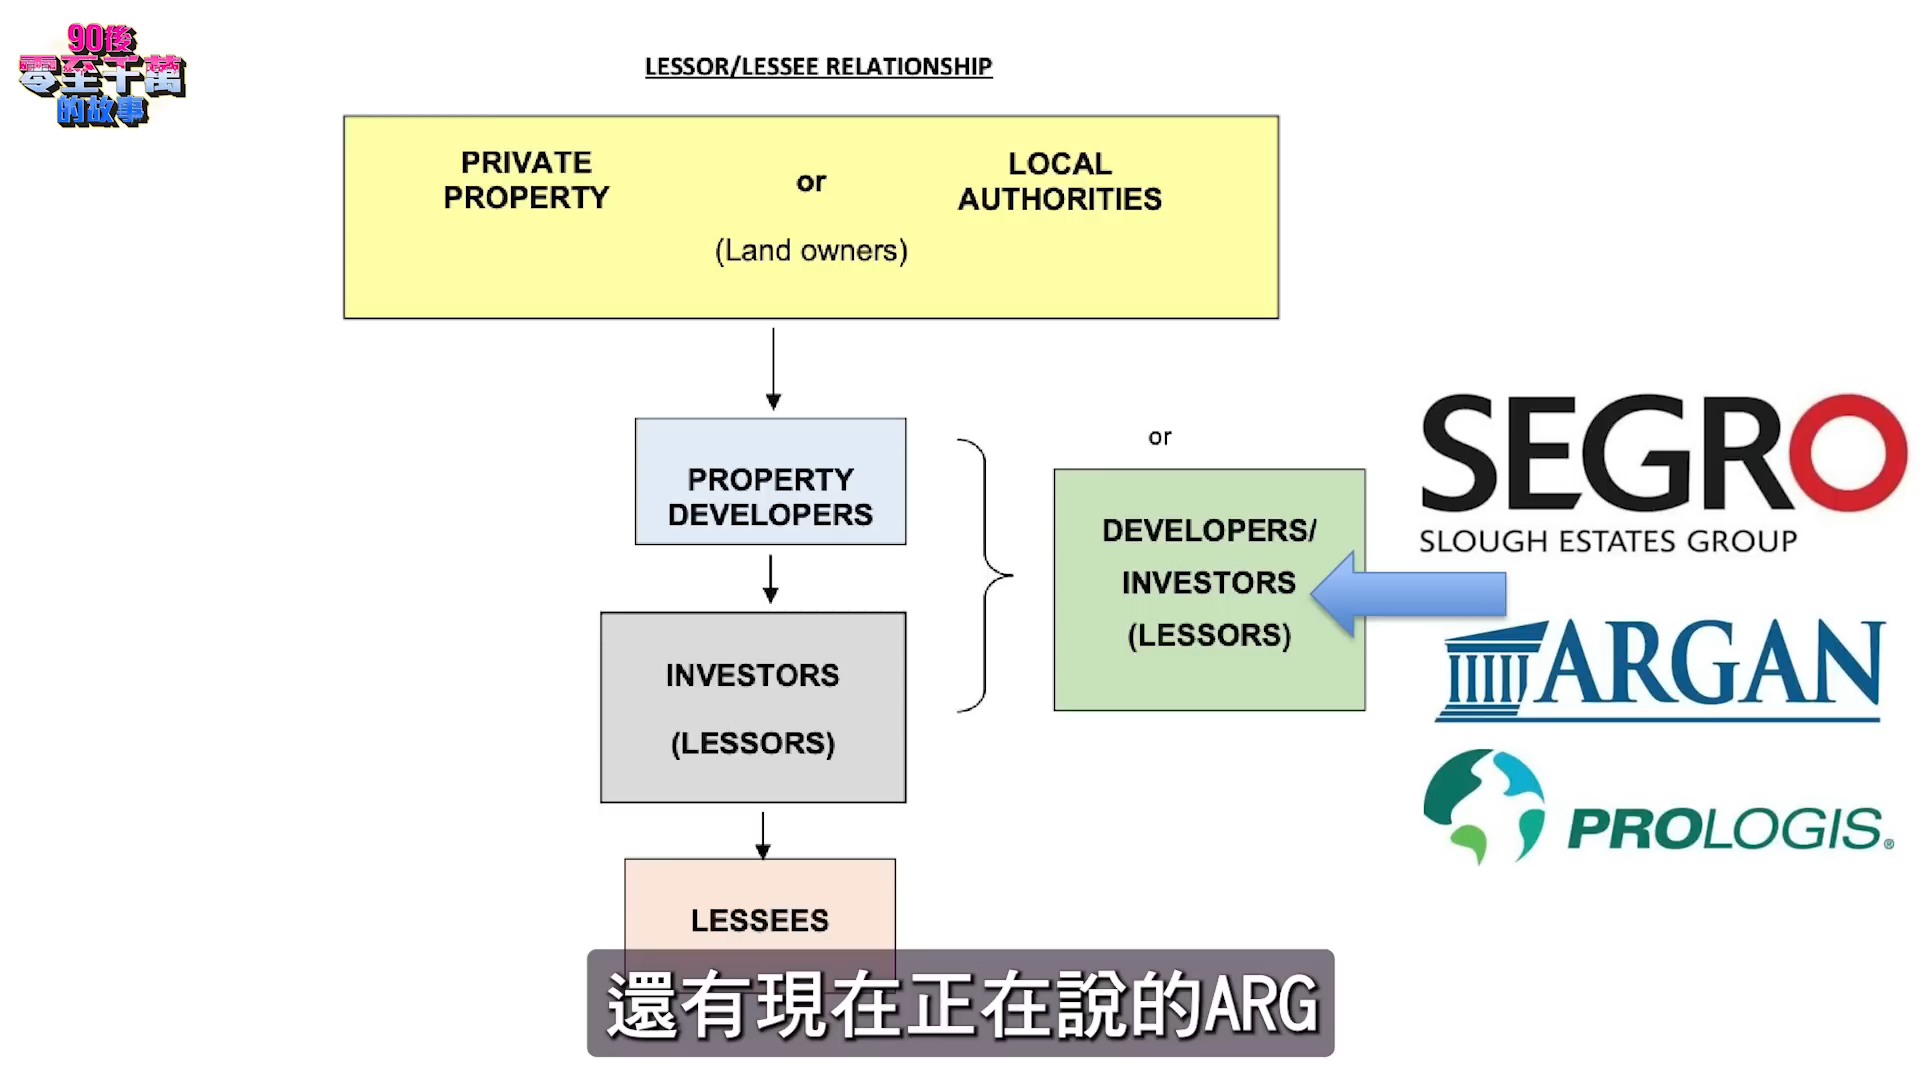 90後
零至千萬
的故事
LESSOR/LESSEE RELATIONSHIP
PRIVATE
PROPERTY
or
LOCAL
AUTHORITIES
(Land owners)
PROPERTY
DEVELOPERS
INVESTORS
(LESSORS)
LESSEES
or
DEVELOPERS/
INVESTORS
(LESSORS)
SEGRO
SLOUGH ESTATES GROUP
ARGAN
PROLOGIS®
還有現在正在說的ARG